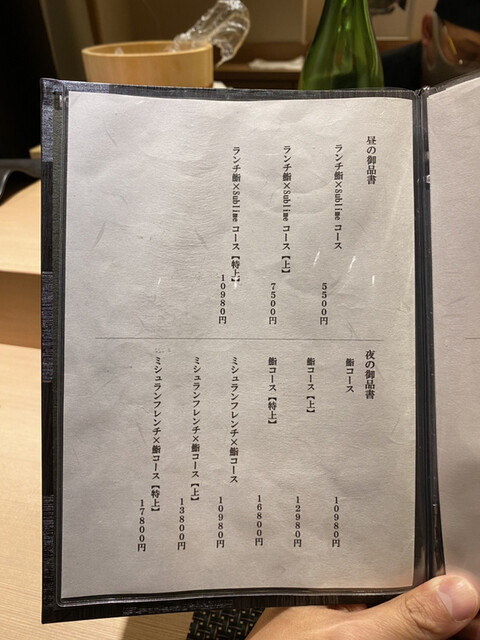 昼の御品書
ランチ鮨×sublime コース
5500円
ランチ鮨×sublime コース【上】
7500円
ランチ鮨×sublime コース【特上】
10980円
夜の御品書
鮨コース
10980円
鮨コース【上】
12980円
鮨コース【特上】
16800円
ミシュランフレンチ×鮨コース
10980円
ミシュランフレンチ×鮨コース【上】
13800円
ミシュランフレンチ×鮨コース【特上】
17800円